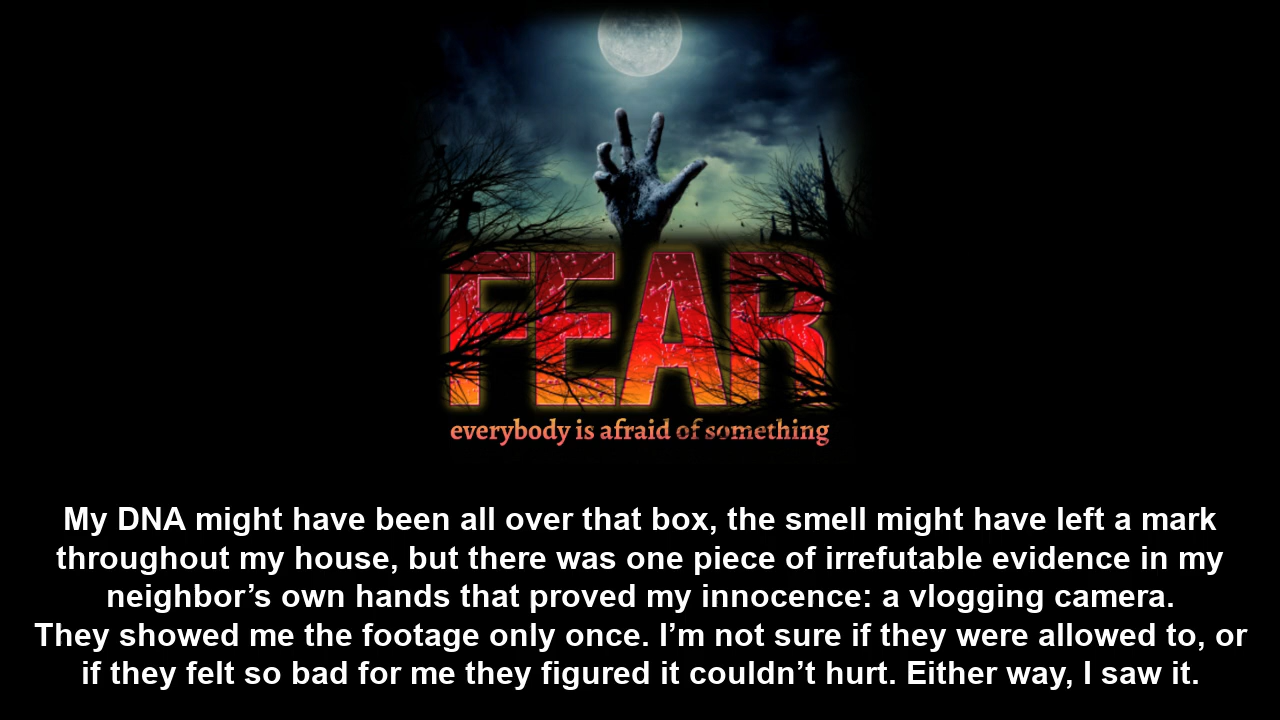 FEAR
everybody is afraid of something
My DNA might have been all over that box, the smell might have left a mark
throughout my house, but there was one piece of irrefutable evidence in my
neighbor’s own hands that proved my innocence: a vlogging camera.
They showed me the footage only once. I’m not sure if they were allowed to, or
if they felt so bad for me they figured it couldn’t hurt. Either way, I saw it.